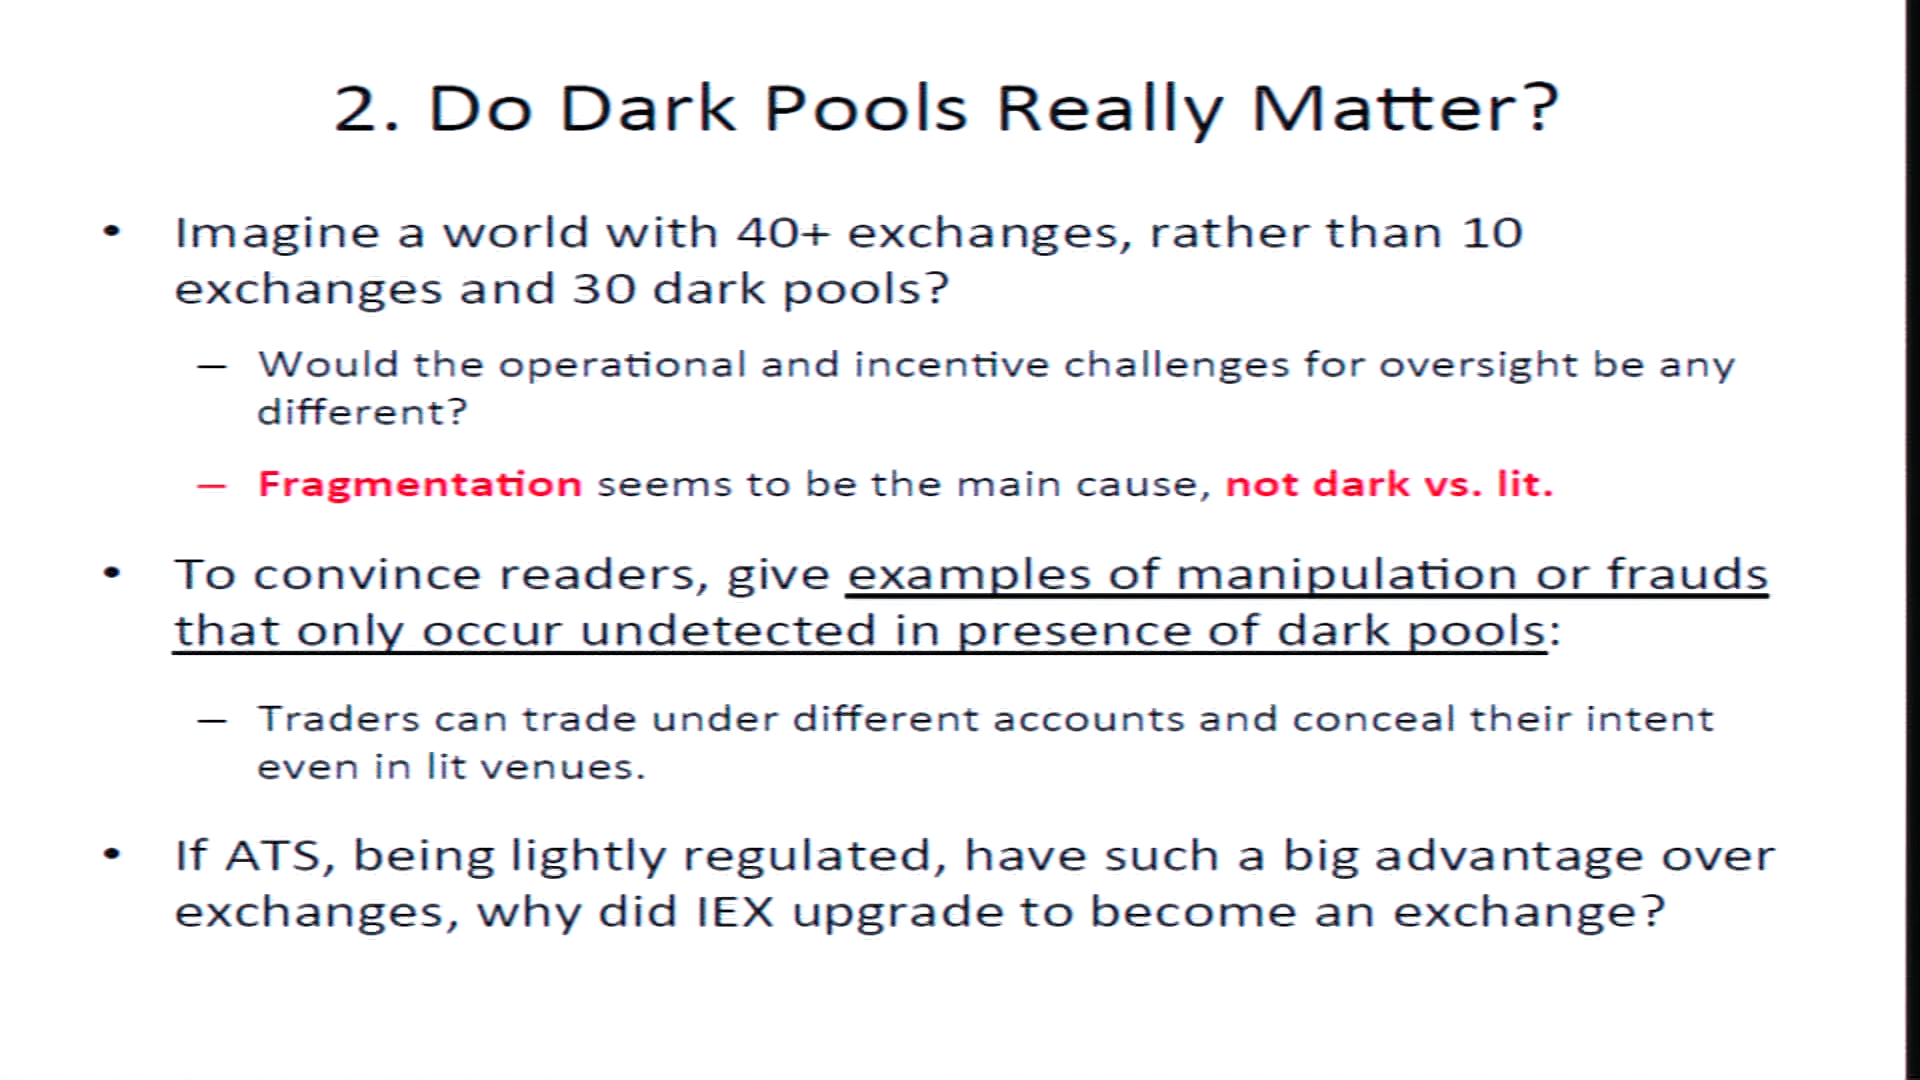 2. Do Dark Pools Really Matter?
• Imagine a world with 40+ exchanges, rather than 10
exchanges and 30 dark pools?
– Would the operational and incentive challenges for oversight be any
different?
– Fragmentation seems to be the main cause, not dark vs. lit.
• To convince readers, give examples of manipulation or frauds
that only occur undetected in presence of dark pools:
– Traders can trade under different accounts and conceal their intent
even in lit venues.
• If ATS, being lightly regulated, have such a big advantage over
exchanges, why did IEX upgrade to become an exchange?